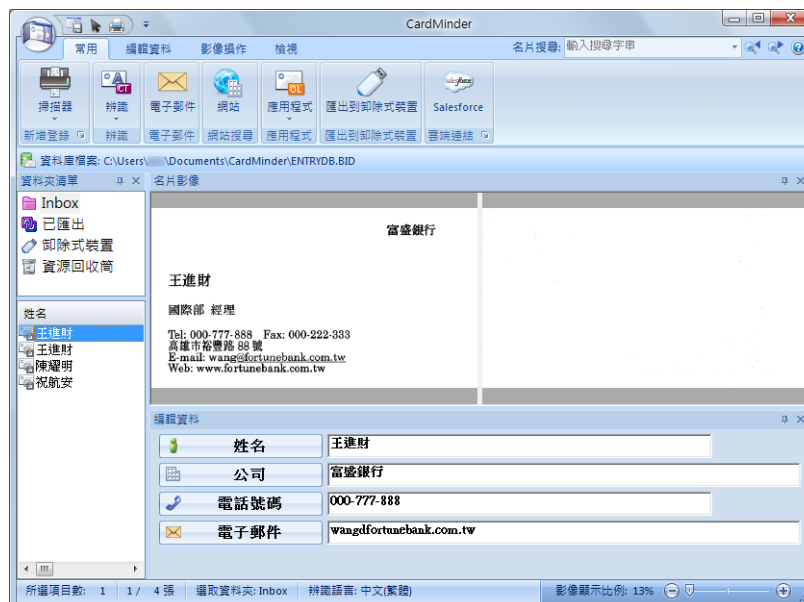 CardMinder
常用 編輯資料 影像操作 檢視 名片搜尋: 輸入搜尋字串
掃描器 辨識 電子郵件 網站 應用程式 匯出到卸除式裝置 Salesforce
新增登錄 辨識 電子郵件 網站搜尋 應用程式 匯出到卸除式裝置 雲端連結
資料庫檔案: C:\Users\ \Documents\CardMinder\ENTRYDB.BID
資料夾清單
Inbox
已匯出
卸除式裝置
資源回收筒
姓名
王進財
王進財
陳耀明
祝航安
名片影像
富盛銀行
王進財
國際部 經理
Tel: 000-777-888 Fax: 000-222-333
高雄市裕豐路 88 號
E-mail: wang@fortunebank.com.tw
Web: www.fortunebank.com.tw
編輯資料
姓名 王進財
公司 富盛銀行
電話號碼 000-777-888
電子郵件 wangdfortunebank.com.tw
所選項目數: 1 1 / 4 張 選取資料夾: Inbox 辨識語言: 中文(繁體) 影像顯示比例: 13%